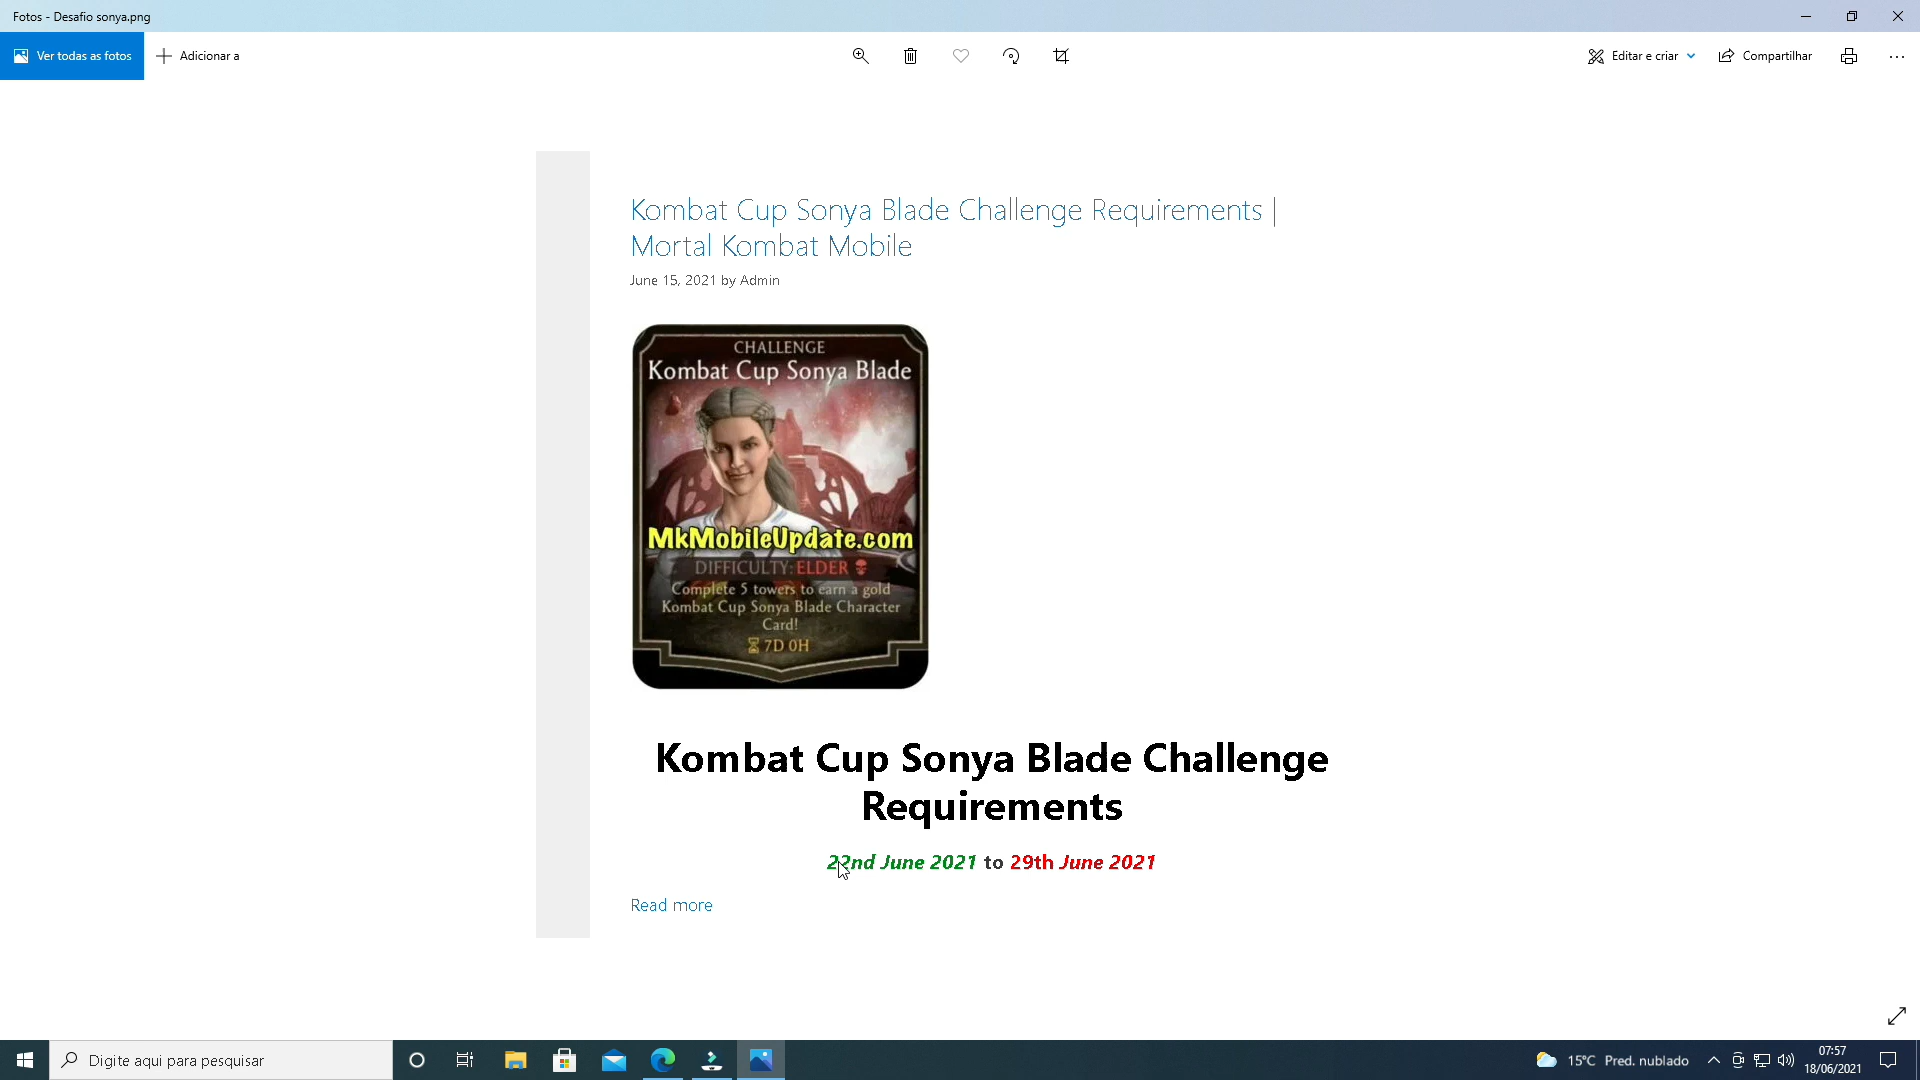 Fotos - Desafio sonya.png
Ver todas as fotos
Adicionar a
Editar e criar
Compartilhar
Kombat Cup Sonya Blade Challenge Requirements |
Mortal Kombat Mobile
June 15, 2021 by Admin
CHALLENGE
Kombat Cup Sonya Blade
MkMobileUpdate.com
DIFFICULTY: ELDER
Complete 5 towers to earn a gold
Kombat Cup Sonya Blade Character
Card!
7D 0H
Kombat Cup Sonya Blade Challenge
Requirements
22nd June 2021 to 29th June 2021
Read more
Digite aqui para pesquisar
15°C Pred. nublado
07:57
18/06/2021